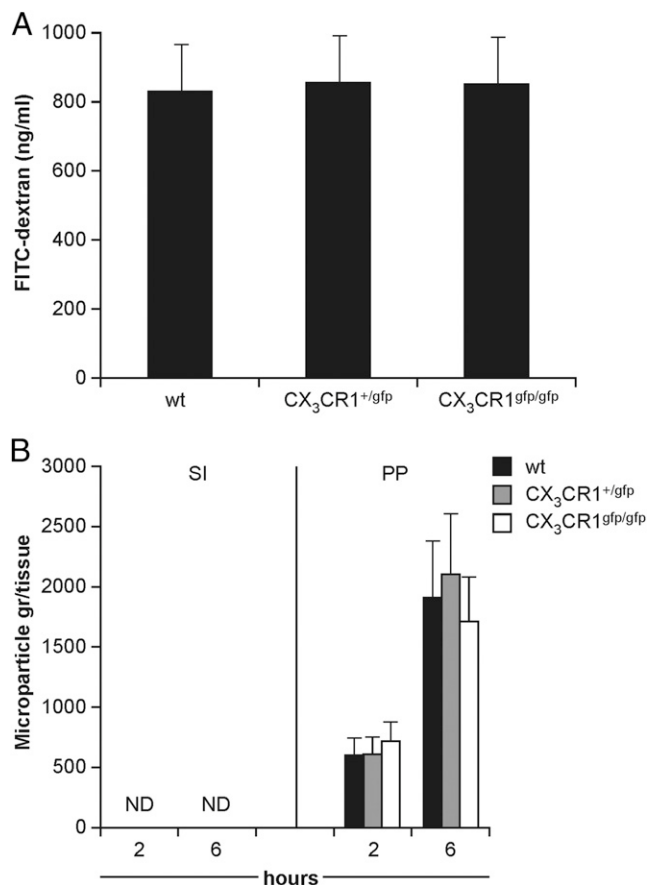 A
FITC-dextran (ng/ml)
1000
800
600
400
200
0
wt CX₃CR1⁺/ᵍᶠᵖ CX₃CR1ᵍᶠᵖ/ᵍᶠᵖ
B
Microparticle gr/tissue
3000
2500
2000
1500
1000
500
0
SI PP
wt
CX₃CR1⁺/ᵍᶠᵖ
CX₃CR1ᵍᶠᵖ/ᵍᶠᵖ
ND ND
2 6 2 6
hours